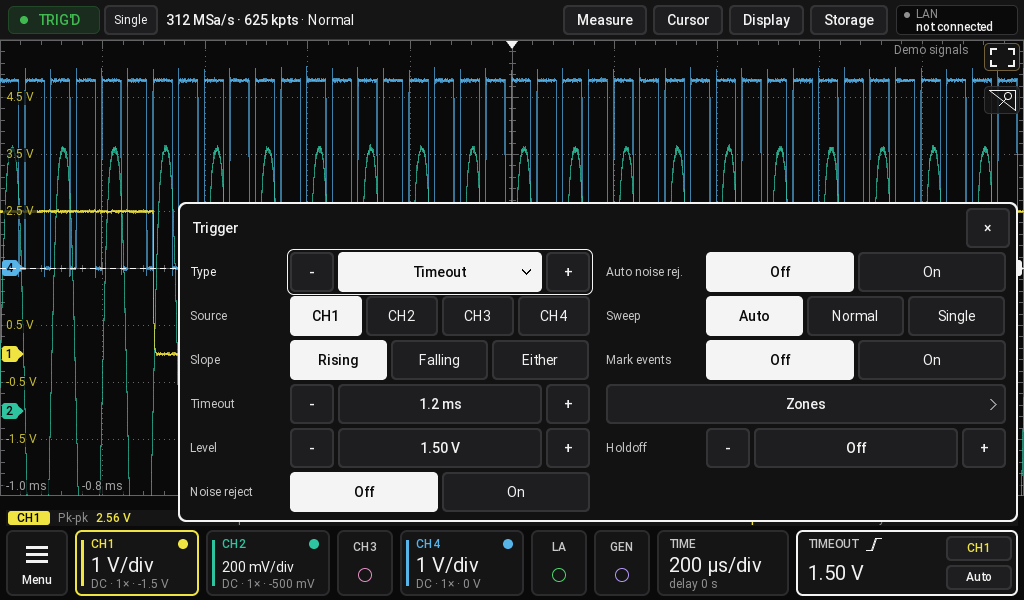 TRIG'D Single 312 MSa/s · 625 kpts · Normal Measure Cursor Display Storage LAN
not connected
Demo signals
4.5 V
3.5 V
2.5 V
4
0.5 V
1
-0.5 V
2
-1.5 V
-1.0 ms -0.8 ms
Trigger ×
Type - Timeout + Auto noise rej. Off On
Source CH1 CH2 CH3 CH4 Sweep Auto Normal Single
Slope Rising Falling Either Mark events Off On
Timeout - 1.2 ms + Zones
Level - 1.50 V + Holdoff - Off +
Noise reject Off On
CH1 Pk-pk 2.56 V
Menu
CH1
1 V/div
DC · 1× · -1.5 V
CH2
200 mV/div
DC · 1× · -500 mV
CH3
CH4
1 V/div
DC · 1× · 0 V
LA
GEN
TIME
200 µs/div
delay 0 s
TIMEOUT
1.50 V
CH1
Auto